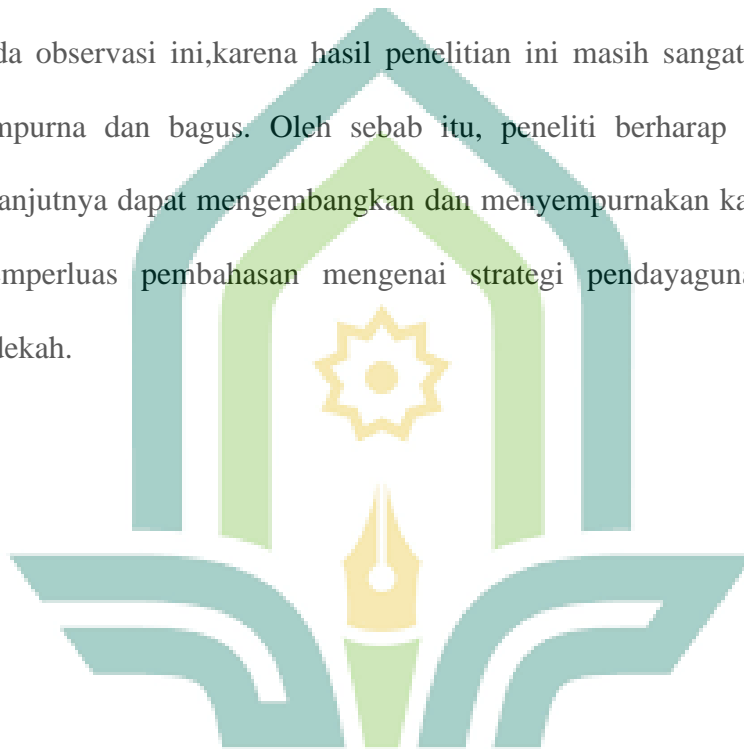 da observasi ini,karena hasil penelitian ini masih sangat
mpurna dan bagus. Oleh sebab itu, peneliti berharap
anjutnya dapat mengembangkan dan menyempurnakan ka
emperluas pembahasan mengenai strategi pendayaguna
dekah.